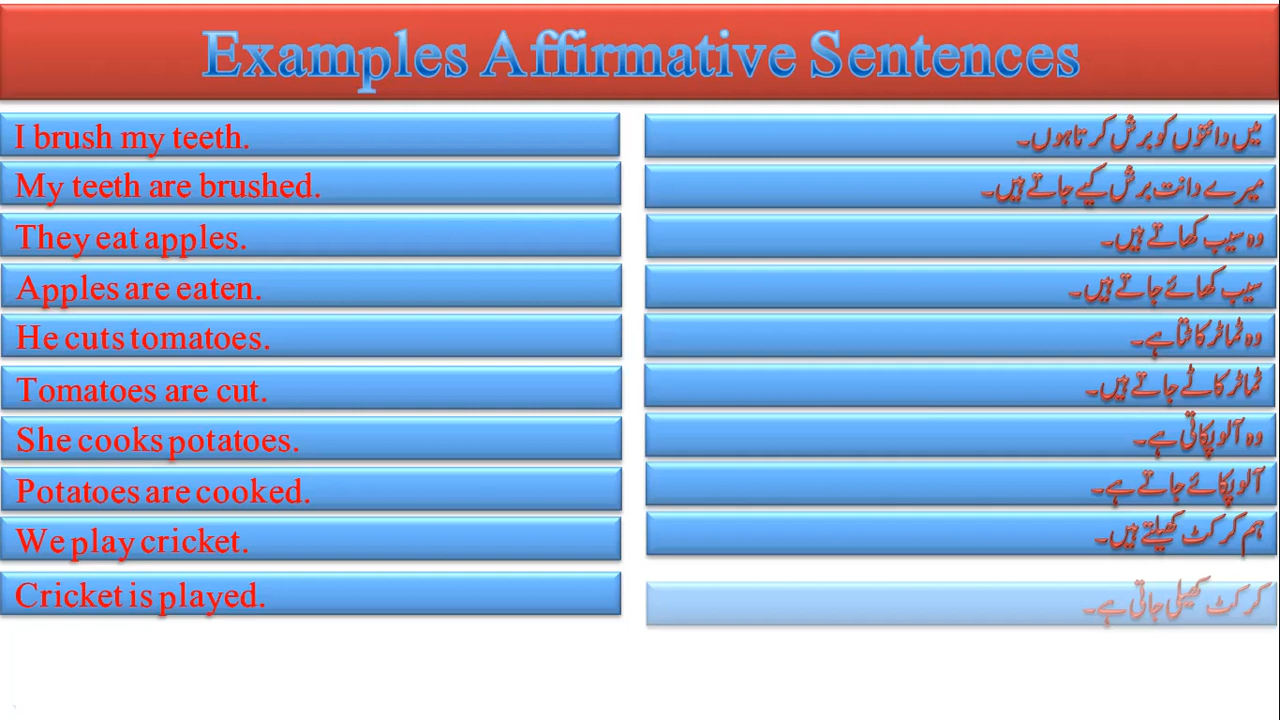 Examples Affirmative Sentences
I brush my teeth.
میں دانتوں کو برش کرتا ہوں۔
My teeth are brushed.
میرے دانت برش کیے جاتے ہیں۔
They eat apples.
وہ سیب کھاتے ہیں۔
Apples are eaten.
سیب کھائے جاتے ہیں۔
He cuts tomatoes.
وہ ٹماٹر کاٹتا ہے۔
Tomatoes are cut.
ٹماٹر کاٹے جاتے ہیں۔
She cooks potatoes.
وہ آلو پکاتی ہے۔
Potatoes are cooked.
آلو پکائے جاتے ہے۔
We play cricket.
ہم کرکٹ کھیلتے ہیں۔
Cricket is played.
کرکٹ کھیلی جاتی ہے۔